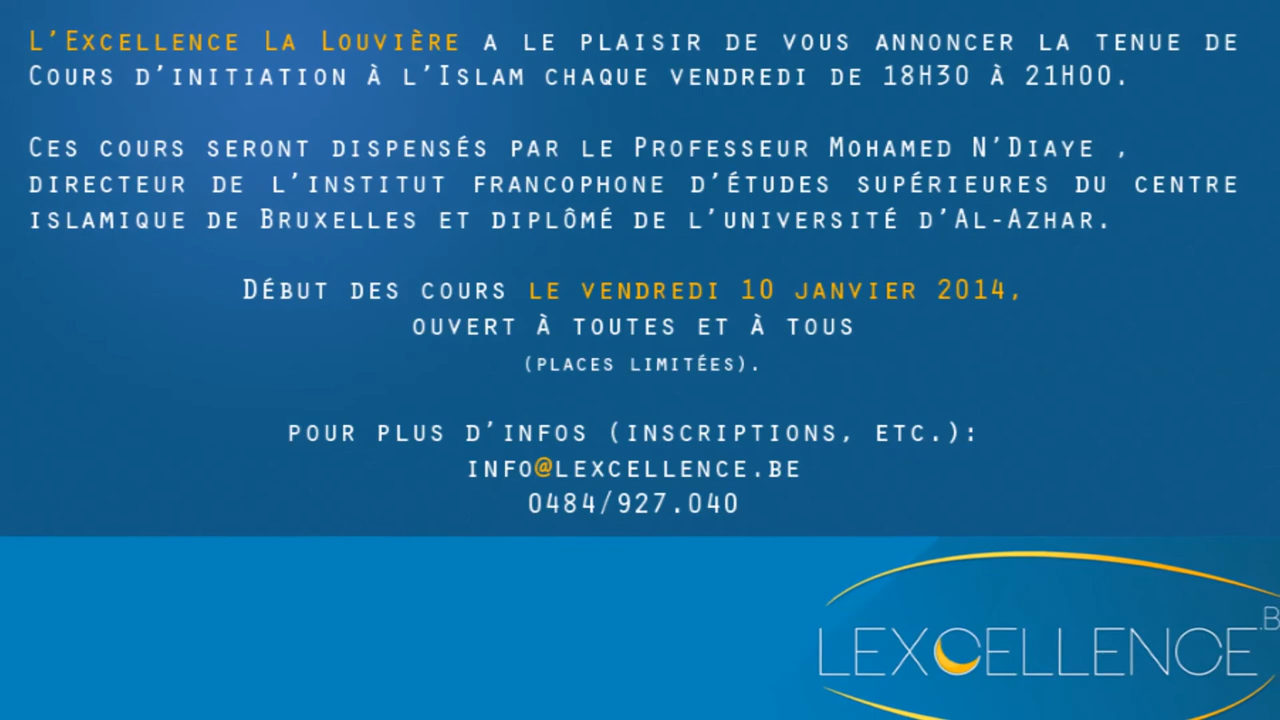 L'Excellence La Louvière a le plaisir de vous annoncer la tenue de
Cours d'initiation à l'Islam chaque vendredi de 18h30 à 21h00.
Ces cours seront dispensés par le Professeur Mohamed N'Diaye ,
directeur de l'institut francophone d'études supérieures du centre
islamique de Bruxelles et diplômé de l'université d'Al-Azhar.
Début des cours le vendredi 10 janvier 2014,
ouvert à toutes et à tous
(places limitées).
pour plus d'infos (inscriptions, etc.):
info@lexcellence.be
0484/927.040
LEXCELLENCE